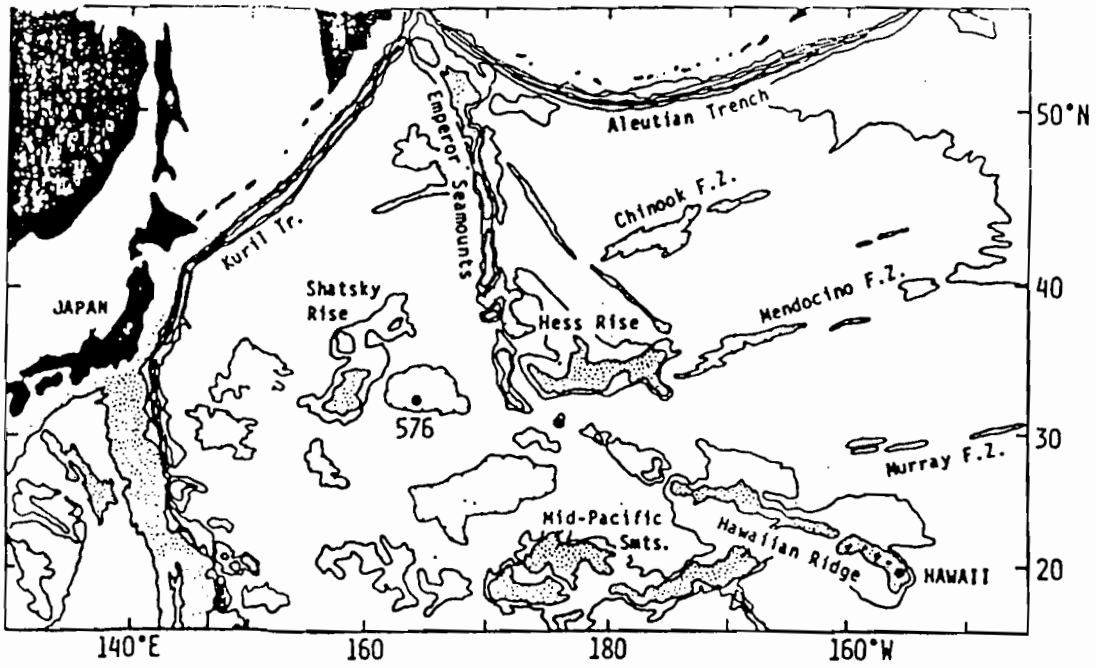 Aleutian Trench
50°N
Emperor Seamounts
Chinook F.Z.
Kuril Tr.
Shatsky
Rise
JAPAN
40
Mendocino F.Z.
Hess Rise
576
30
Murray F.Z.
Mid-Pacific
Smts.
Hawaiian Ridge
HAWAII
20
140°E
160
170
180
160°W